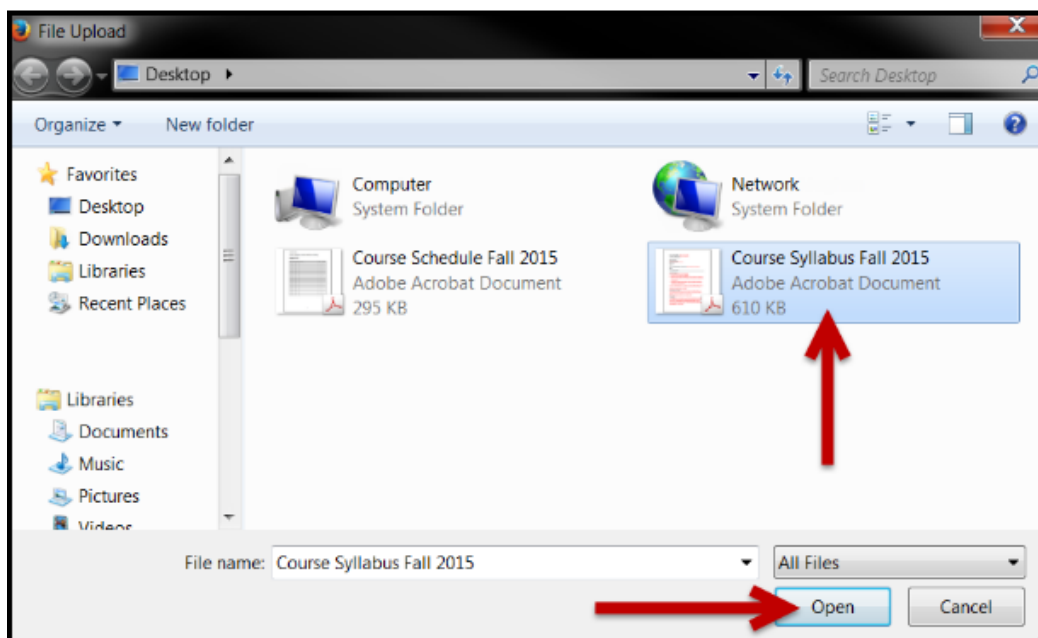 File Upload
Desktop
Search Desktop
Organize
New folder
Favorites
Desktop
Downloads
Libraries
Recent Places
Libraries
Documents
Music
Pictures
Videos
Computer
System Folder
Network
System Folder
Course Schedule Fall 2015
Adobe Acrobat Document
295 KB
Course Syllabus Fall 2015
Adobe Acrobat Document
610 KB
File name: Course Syllabus Fall 2015
All Files
Open
Cancel